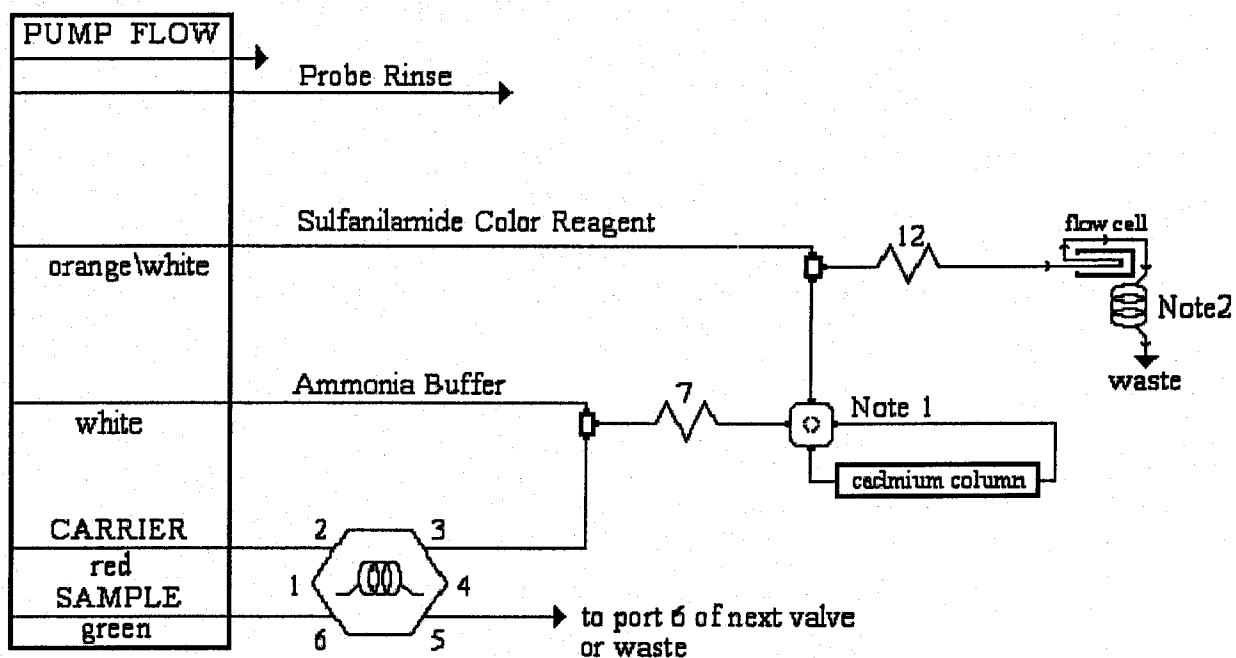 PUMP FLOW
Probe Rinse
Sulfanilamide Color Reagent
orange\white
12
flow cell
Note2
waste
Ammonia Buffer
white
7
Note 1
cadmium column
CARRIER
red
SAMPLE
green
2
3
1
4
6
5
to port 6 of next valve
or waste